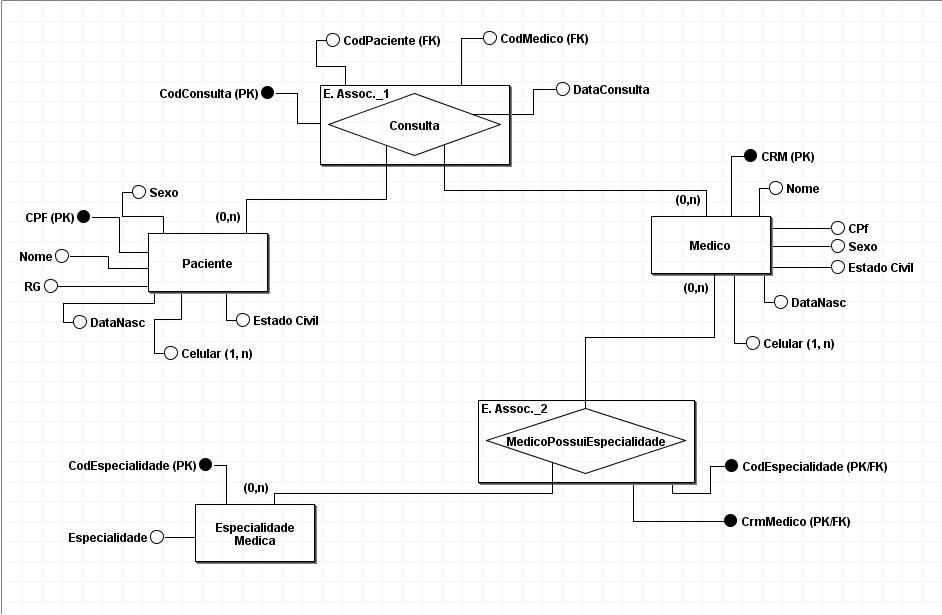 CodPaciente (FK)
CodMedico (FK)
CodConsulta (PK)
E. Assoc._1
DataConsulta
Consulta
CRM (PK)
Sexo
(0,n)
Nome
CPF (PK)
(0,n)
CPf
Nome
Paciente
Medico
Sexo
RG
Estado Civil
(0,n)
DataNasc
Estado Civil
DataNasc
Celular (1, n)
Celular (1, n)
E. Assoc._2
MedicoPossuiEspecialidade
CodEspecialidade (PK)
CodEspecialidade (PK/FK)
(0,n)
CrmMedico (PK/FK)
Especialidade
Especialidade
Medica